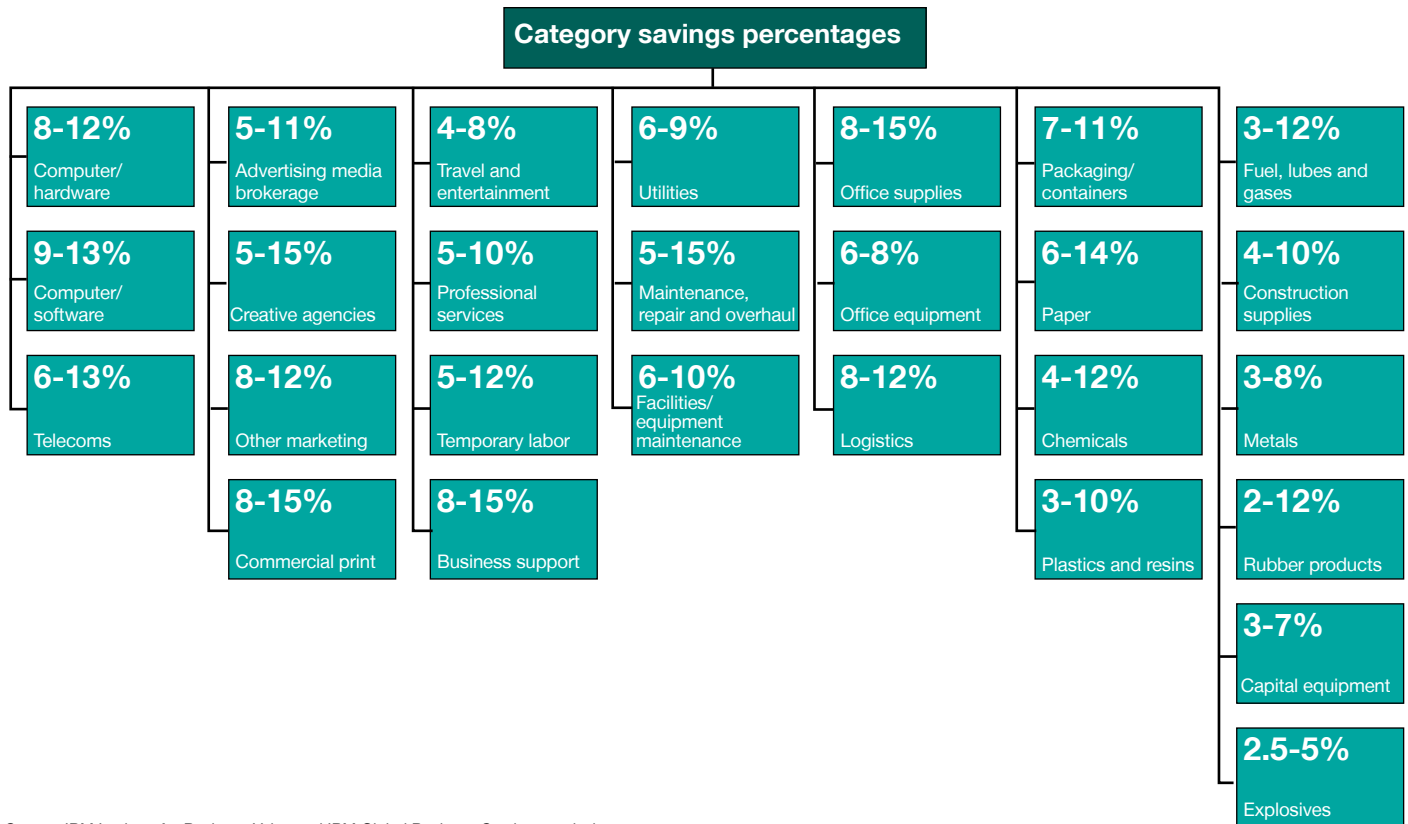 Category savings percentages
8-12%
Computer/
hardware
9-13%
Computer/
software
6-13%
Telecoms
5-11%
Advertising media
brokerage
5-15%
Creative agencies
8-12%
Other marketing
8-15%
Commercial print
4-8%
Travel and
entertainment
5-10%
Professional
services
5-12%
Temporary labor
8-15%
Business support
6-9%
Utilities
5-15%
Maintenance,
repair and overhaul
6-10%
Facilities/
equipment
maintenance
8-15%
Office supplies
6-8%
Office equipment
8-12%
Logistics
7-11%
Packaging/
containers
6-14%
Paper
4-12%
Chemicals
3-10%
Plastics and resins
3-12%
Fuel, lubes and
gases
4-10%
Construction
supplies
3-8%
Metals
2-12%
Rubber products
3-7%
Capital equipment
2.5-5%
Explosives